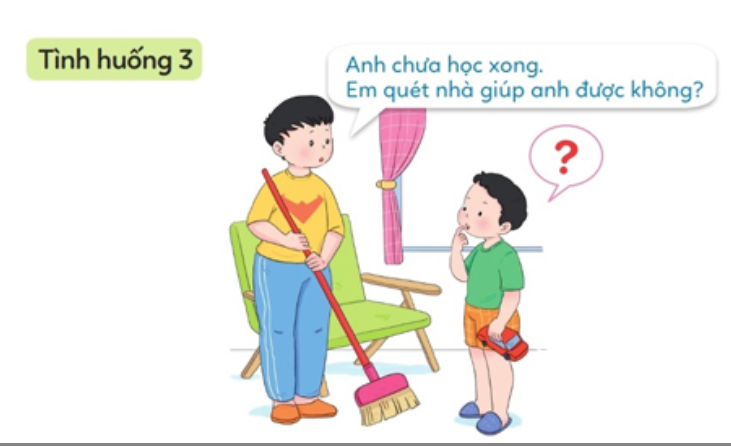 Tình huống 3
Anh chưa học xong.
Em quét nhà giúp anh được không?
?